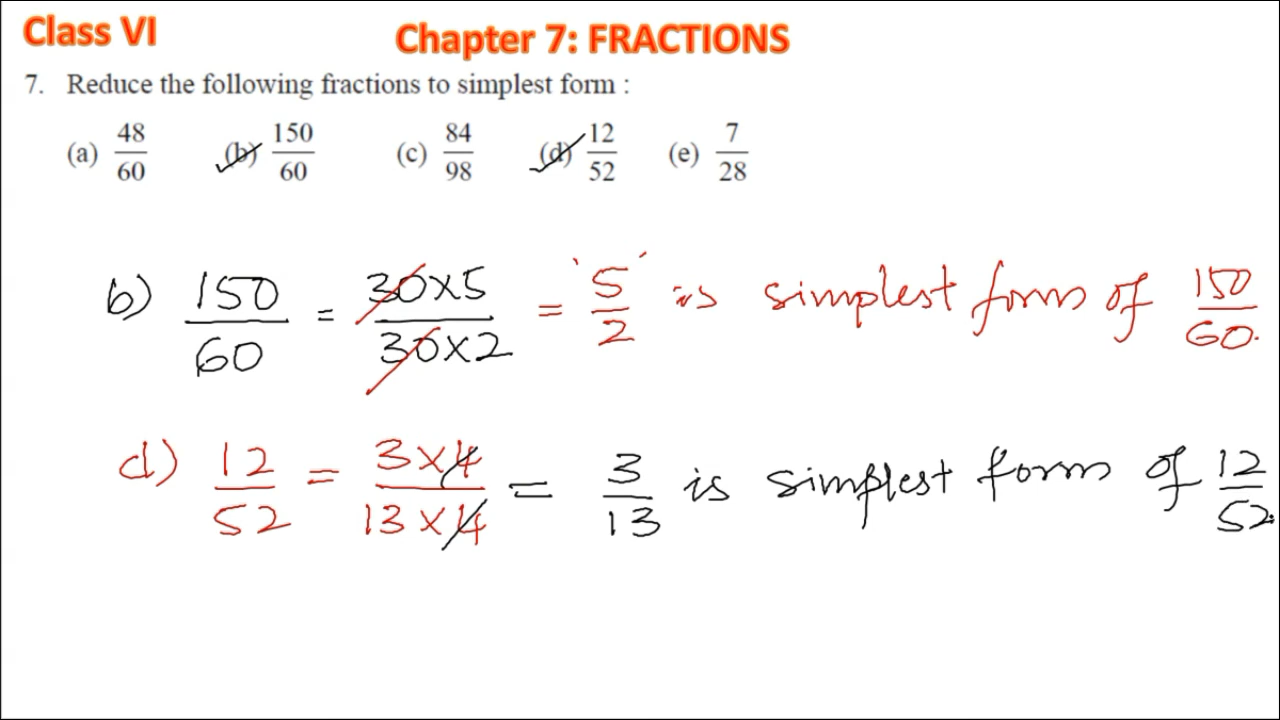 Class VI
Chapter 7: FRACTIONS
7. Reduce the following fractions to simplest form :
(a) 48/60 (b) 150/60 (c) 84/98 (d) 12/52 (e) 7/28
b) 150/60 = 30×5/30×2 = 5/2 is simplest form of 150/60.
d) 12/52 = 3×4/13×4 = 3/13 is simplest form of 12/52.